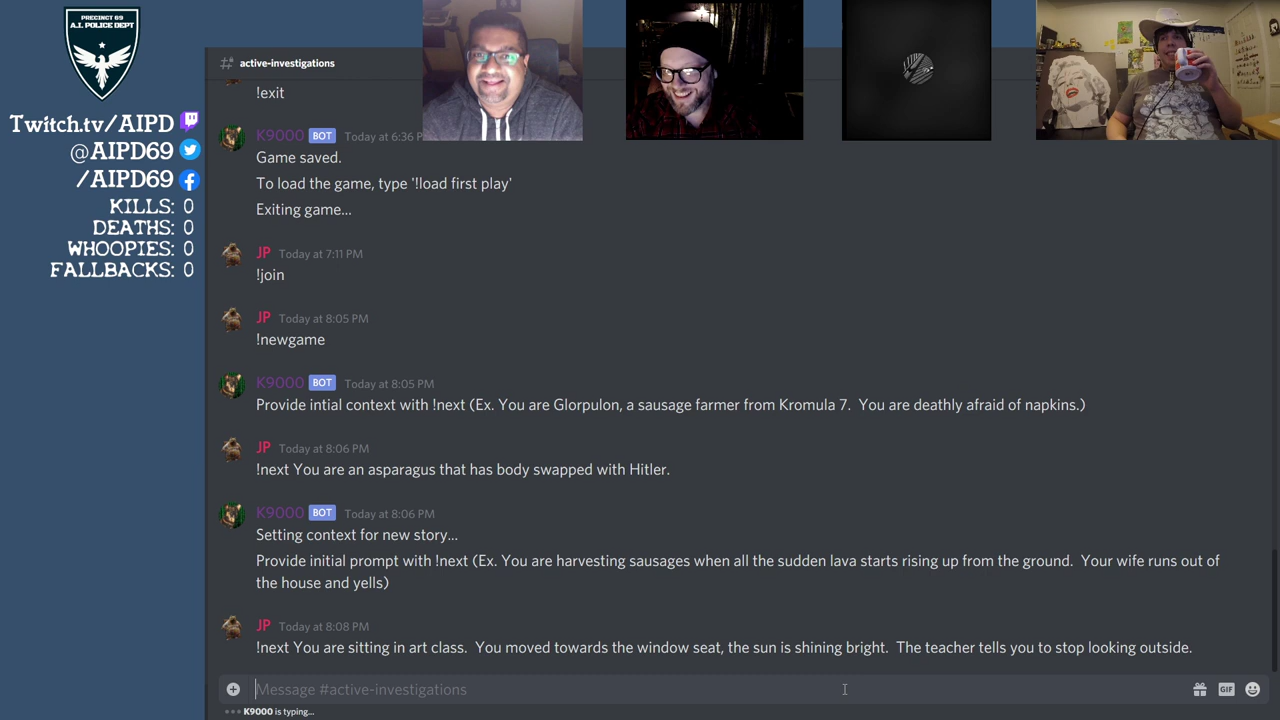 PRECINCT 69
A.I. POLICE DEPT
Twitch.tv/AIPD
@AIPD69
/AIPD69
KILLS: 0
DEATHS: 0
WHOOPIES: 0
FALLBACKS: 0
active-investigations
!exit
K9000 BOT Today at 6:36 P
Game saved.
To load the game, type '!load first play'
Exiting game...
JP Today at 7:11 PM
!join
JP Today at 8:05 PM
!newgame
K9000 BOT Today at 8:05 PM
Provide intial context with !next (Ex. You are Glorpulon, a sausage farmer from Kromula 7. You are deathly afraid of napkins.)
JP Today at 8:06 PM
!next You are an asparagus that has body swapped with Hitler.
K9000 BOT Today at 8:06 PM
Setting context for new story...
Provide initial prompt with !next (Ex. You are harvesting sausages when all the sudden lava starts rising up from the ground. Your wife runs out of
the house and yells)
JP Today at 8:08 PM
!next You are sitting in art class. You moved towards the window seat, the sun is shining bright. The teacher tells you to stop looking outside.
Message #active-investigations
GIF
K9000 is typing...